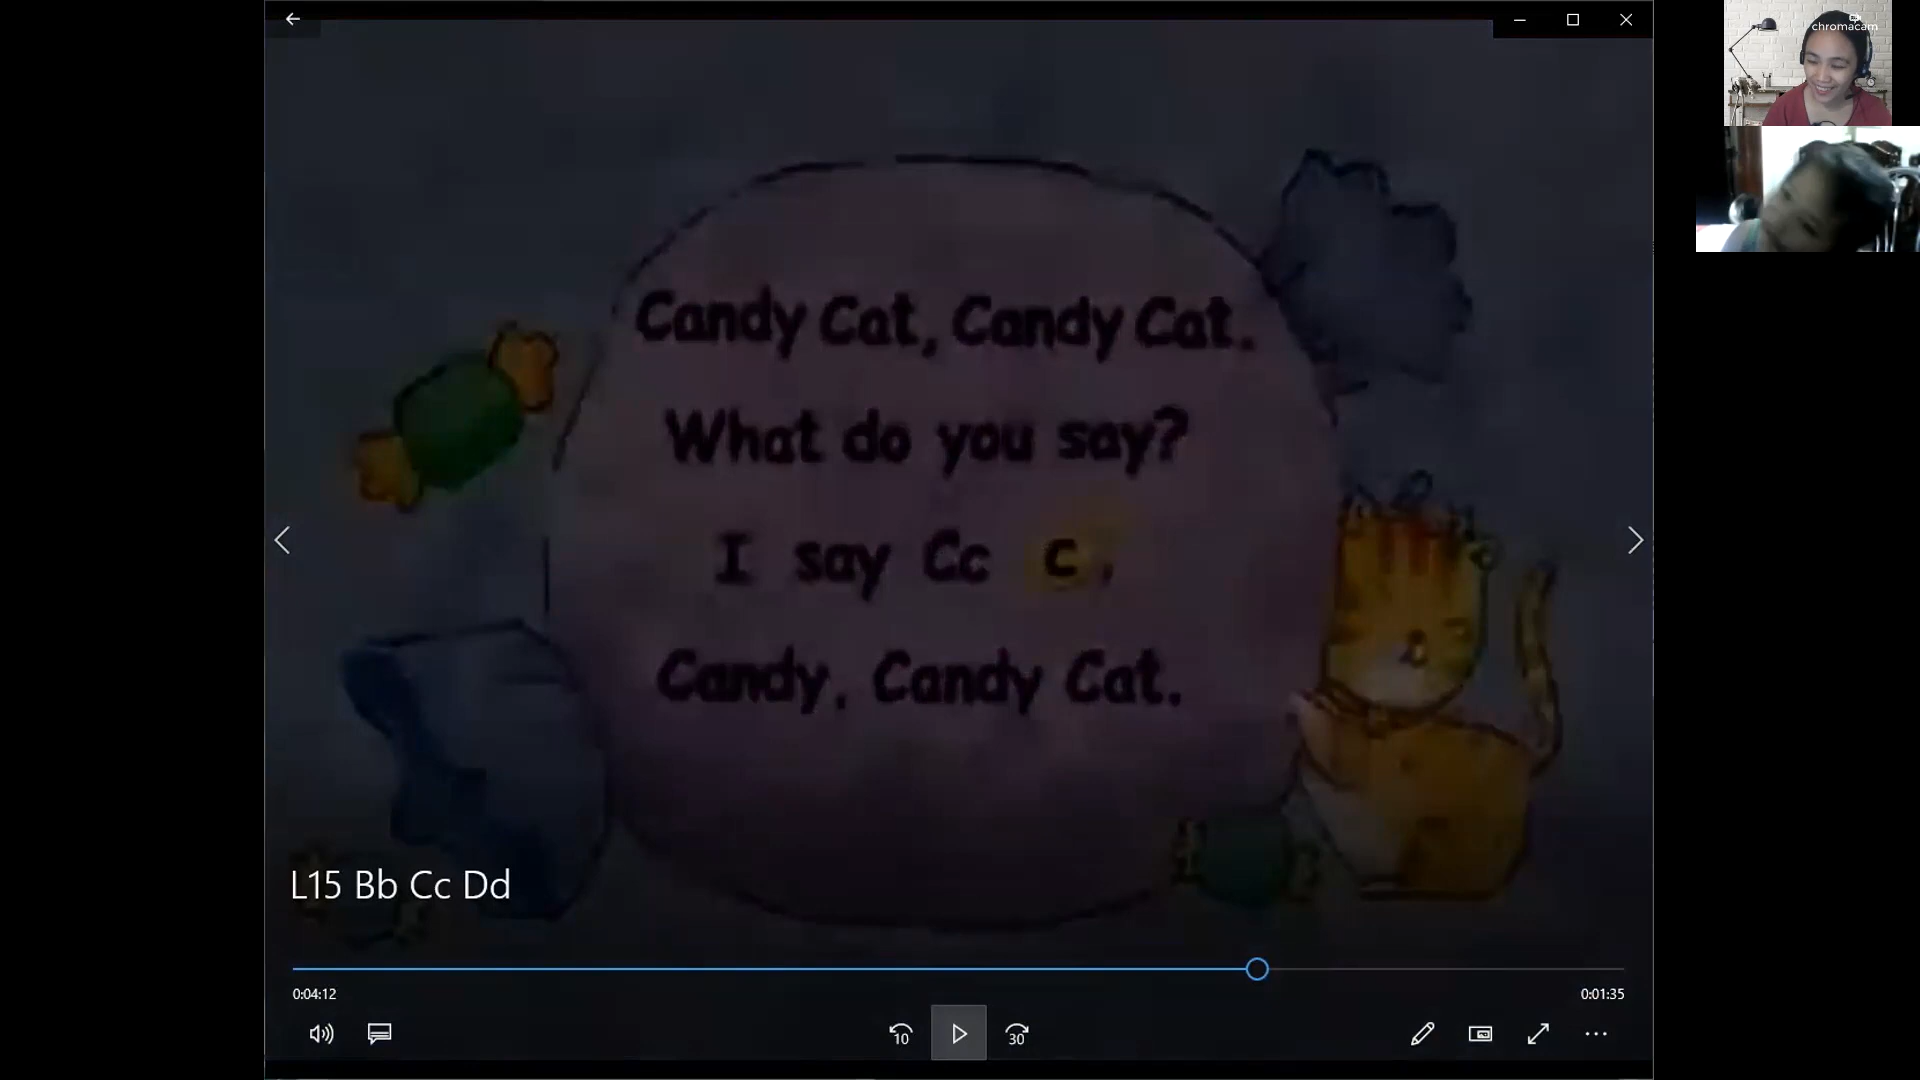 chromacam
Candy Cat, Candy Cat.
What do you say?
I say Cc c.
Candy, Candy Cat.
L15 Bb Cc Dd
0:04:12
0:01:35
10
30